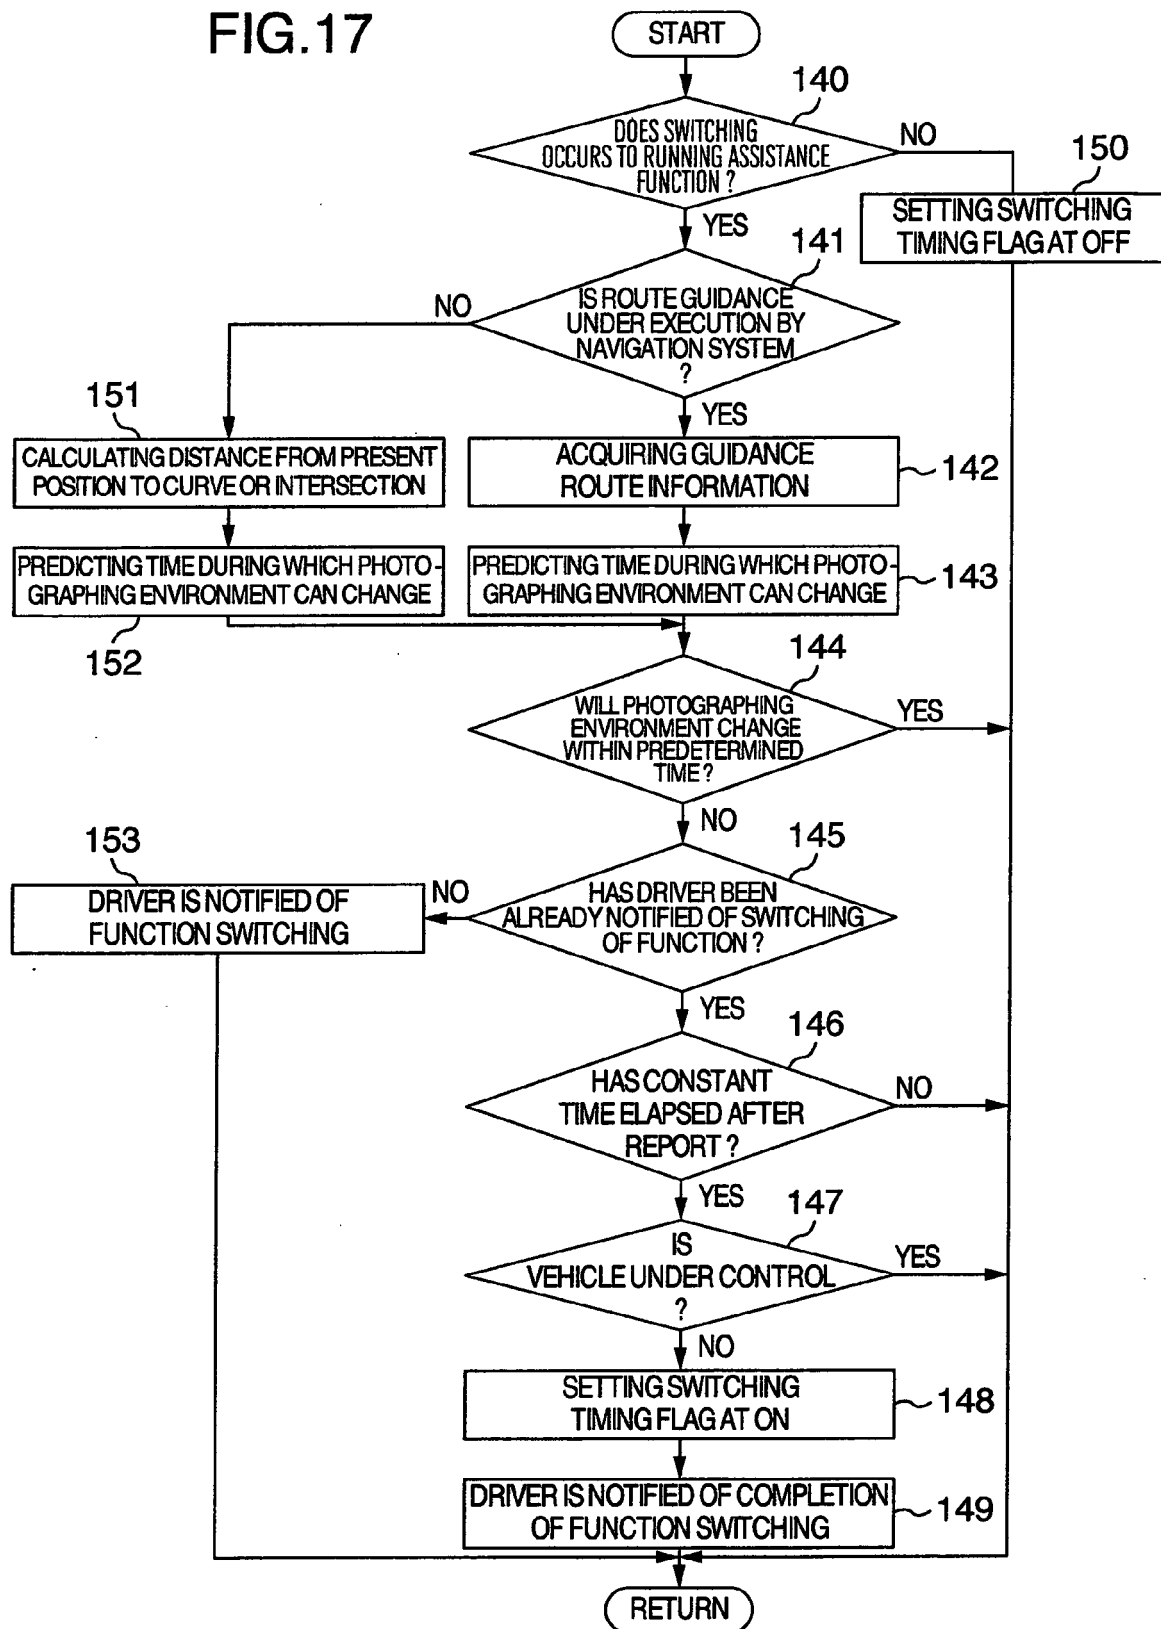 FIG.17
START
140
DOES SWITCHING
OCCURS TO RUNNING ASSISTANCE
FUNCTION ?
NO
150
SETTING SWITCHING
TIMING FLAG AT OFF
YES
141
IS ROUTE GUIDANCE
UNDER EXECUTION BY
NAVIGATION SYSTEM
?
NO
YES
151
CALCULATING DISTANCE FROM PRESENT
POSITION TO CURVE OR INTERSECTION
ACQUIRING GUIDANCE
ROUTE INFORMATION
142
PREDICTING TIME DURING WHICH PHOTO-
GRAPHING ENVIRONMENT CAN CHANGE
152
PREDICTING TIME DURING WHICH PHOTO-
GRAPHING ENVIRONMENT CAN CHANGE
143
144
WILL PHOTOGRAPHING
ENVIRONMENT CHANGE
WITHIN PREDETERMINED
TIME ?
YES
NO
153
DRIVER IS NOTIFIED OF
FUNCTION SWITCHING
NO
145
HAS DRIVER BEEN
ALREADY NOTIFIED OF SWITCHING
OF FUNCTION ?
YES
146
HAS CONSTANT
TIME ELAPSED AFTER
REPORT ?
NO
YES
147
IS
VEHICLE UNDER CONTROL
?
YES
NO
SETTING SWITCHING
TIMING FLAG AT ON
148
DRIVER IS NOTIFIED OF COMPLETION
OF FUNCTION SWITCHING
149
RETURN